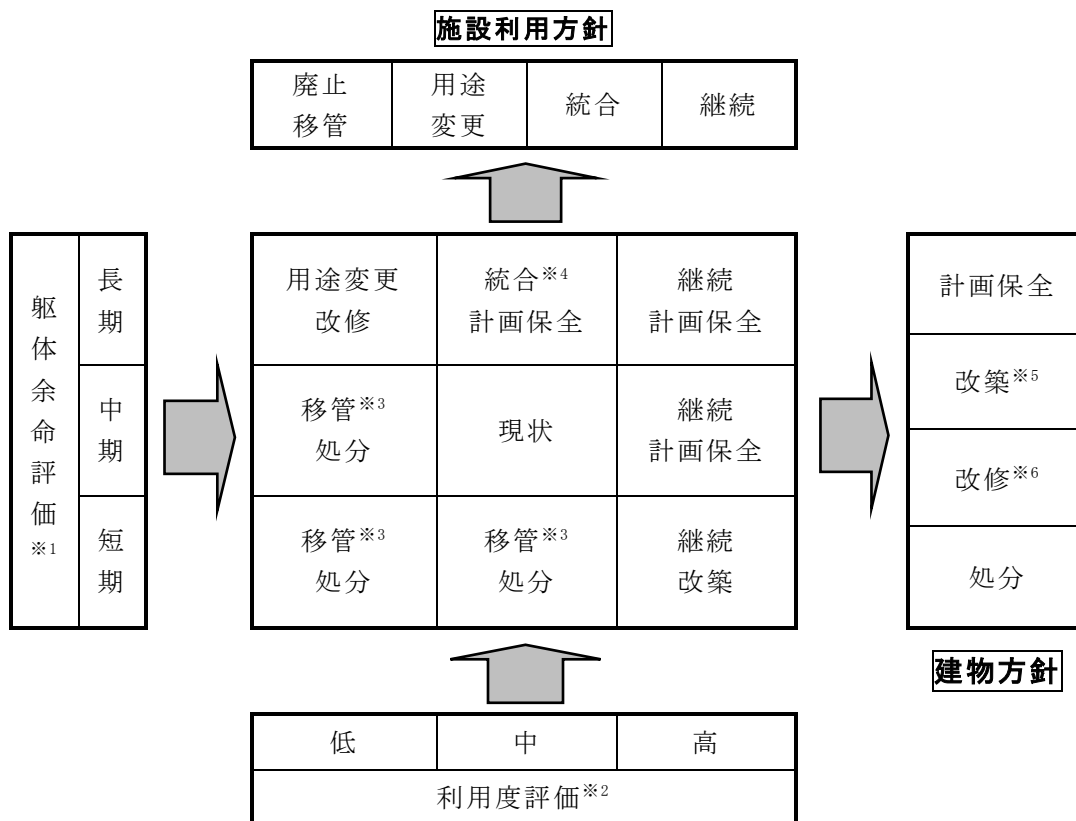 施設利用方針
廃止
移管
用途
変更
統合
継続
躯体余命評価※1
長期
中期
短期
用途変更
改修
統合※4
計画保全
継続
計画保全
移管※3
処分
現状
継続
計画保全
移管※3
処分
移管※3
処分
継続
改築
計画保全
改築※5
改修※6
処分
建物方針
低
中
高
利用度評価※2